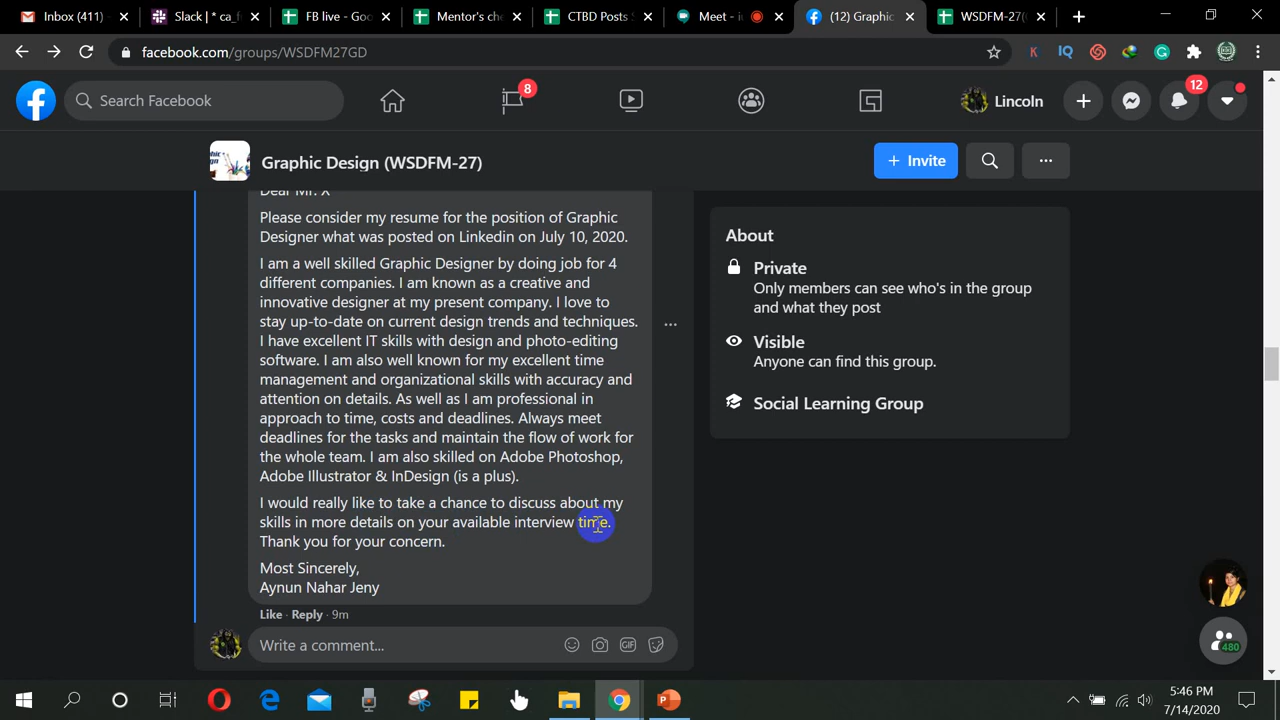 Inbox (411) -
Slack | * ca_f
FB live - Goo
Mentor's che
CTBD Posts S
Meet - i
(12) Graphic
WSDFM-27(
facebook.com/groups/WSDFM27GD
Search Facebook
8
Lincoln
12
Graphic Design (WSDFM-27)
+ Invite
Dear Mr. X
Please consider my resume for the position of Graphic
Designer what was posted on Linkedin on July 10, 2020.
I am a well skilled Graphic Designer by doing job for 4
different companies. I am known as a creative and
innovative designer at my present company. I love to
stay up-to-date on current design trends and techniques.
I have excellent IT skills with design and photo-editing
software. I am also well known for my excellent time
management and organizational skills with accuracy and
attention on details. As well as I am professional in
approach to time, costs and deadlines. Always meet
deadlines for the tasks and maintain the flow of work for
the whole team. I am also skilled on Adobe Photoshop,
Adobe Illustrator & InDesign (is a plus).
I would really like to take a chance to discuss about my
skills in more details on your available interview time.
Thank you for your concern.
Most Sincerely,
Aynun Nahar Jeny
Like · Reply · 9m
Write a comment...
GIF
About
Private
Only members can see who's in the group
and what they post
Visible
Anyone can find this group.
Social Learning Group
480
5:46 PM
7/14/2020